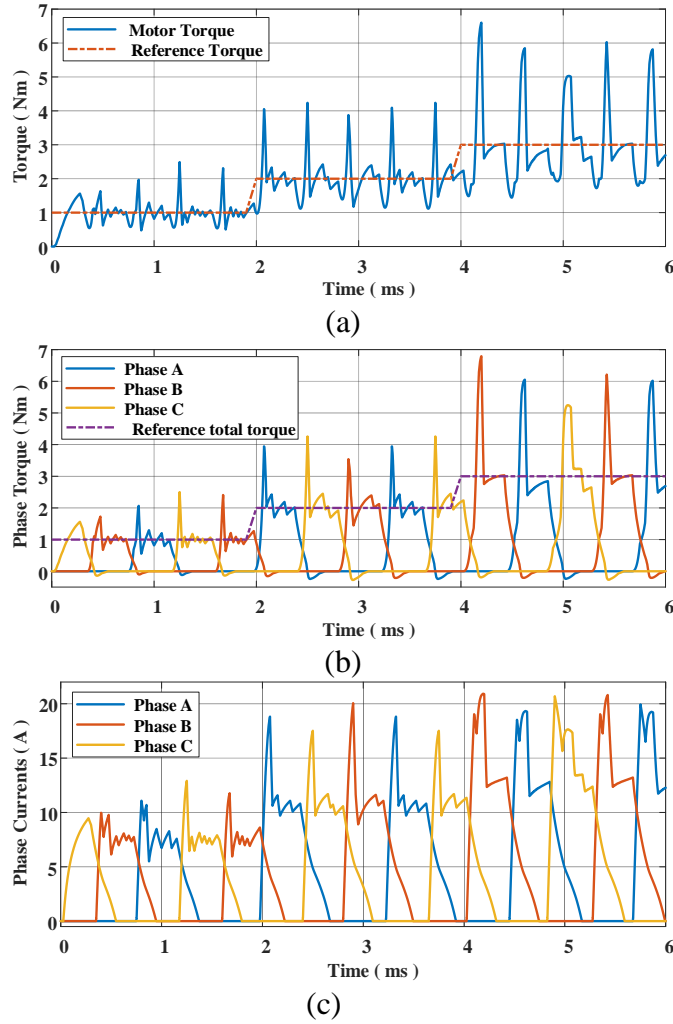 7
6
5
4
3
2
1
0
Torque ( Nm )
Motor Torque
Reference Torque
0 1 2 3 4 5 6
Time ( ms )
(a)
7
6
5
4
3
2
1
0
Phase Torque ( Nm )
Phase A
Phase B
Phase C
Reference total torque
0 1 2 3 4 5 6
Time ( ms )
(b)
20
15
10
5
0
Phase Currents ( A )
Phase A
Phase B
Phase C
0 1 2 3 4 5 6
Time ( ms )
(c)